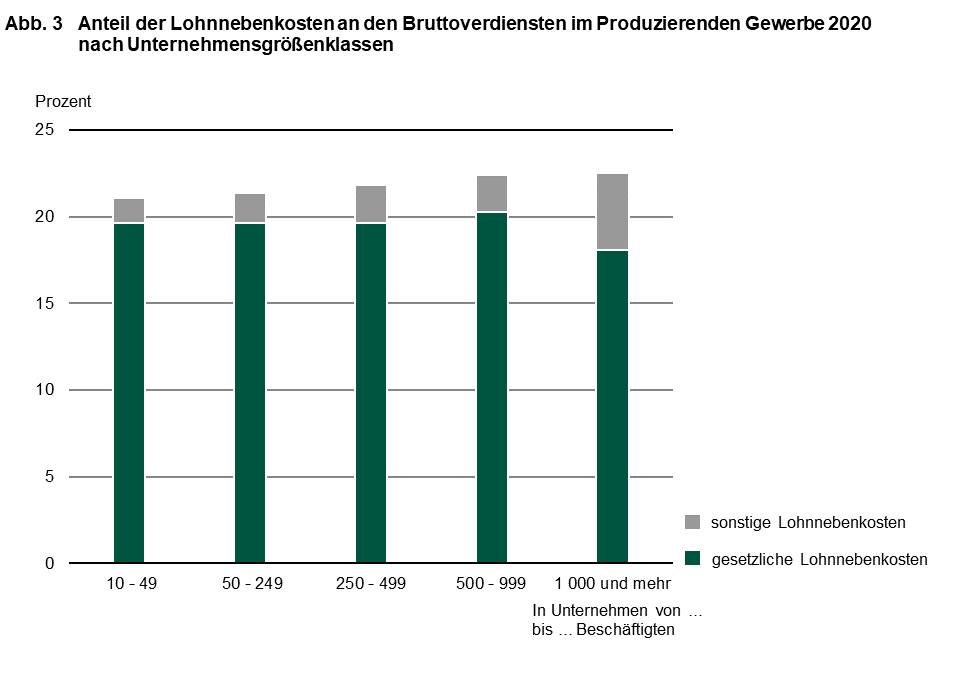 Abb. 3 Anteil der Lohnnebenkosten an den Bruttoverdiensten im Produzierenden Gewerbe 2020
nach Unternehmensgrößenklassen
Prozent
25
20
15
10
5
0
sonstige Lohnnebenkosten
gesetzliche Lohnnebenkosten
10 - 49 50 - 249 250 - 499 500 - 999 1 000 und mehr
In Unternehmen von ...
bis ... Beschäftigten